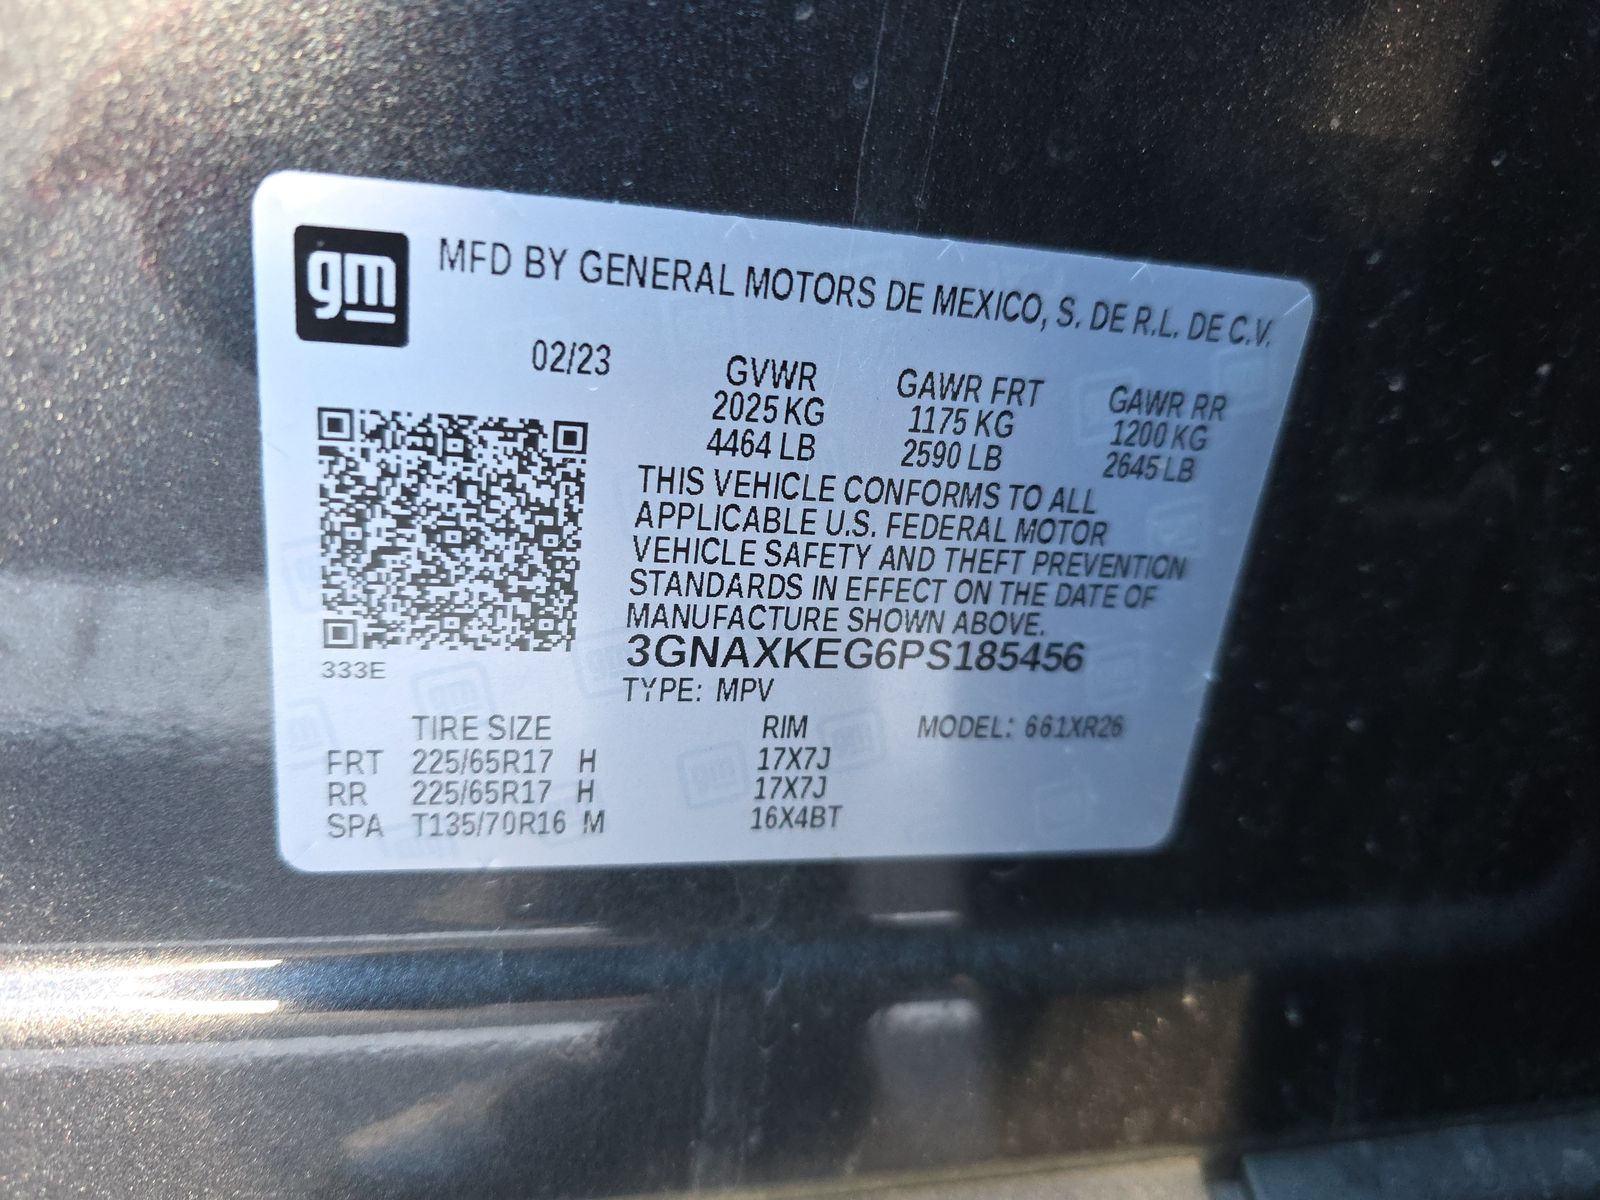 gm
MFD BY GENERAL MOTORS DE MEXICO, S. DE R.L. DE C.V.
02/23
GVWR GAWR FRT GAWR RR
2025 KG 1175 KG 1200 KG
4464 LB 2590 LB 2645 LB
THIS VEHICLE CONFORMS TO ALL
APPLICABLE U.S. FEDERAL MOTOR
VEHICLE SAFETY AND THEFT PREVENTION
STANDARDS IN EFFECT ON THE DATE OF
MANUFACTURE SHOWN ABOVE.
3GNAXKEG6PS185456
333E
TYPE: MPV
TIRE SIZE RIM MODEL: 661XR26
FRT 225/65R17 H 17X7J
RR 225/65R17 H 17X7J
SPA T135/70R16 M 16X4BT